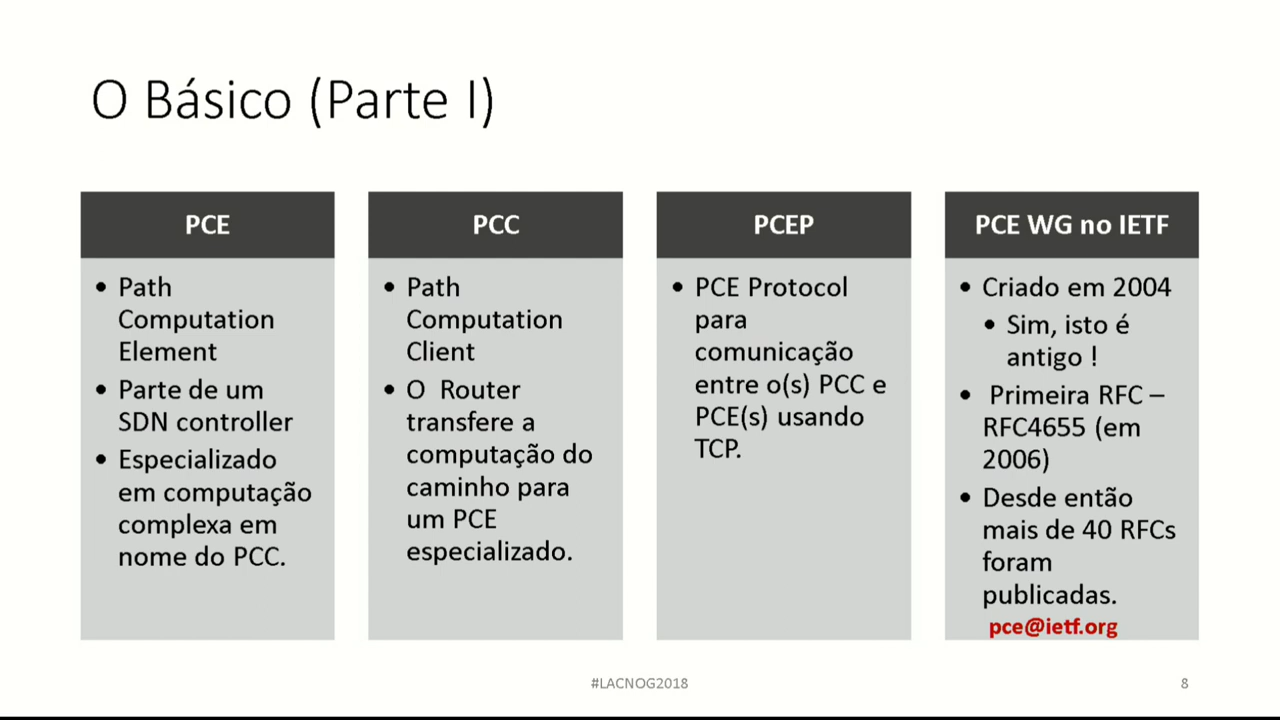 O Básico (Parte I)
PCE
• Path
Computation
Element
• Parte de um
SDN controller
• Especializado
em computação
complexa em
nome do PCC.
PCC
• Path
Computation
Client
• O Router
transfere a
computação do
caminho para
um PCE
especializado.
PCEP
• PCE Protocol
para
comunicação
entre o(s) PCC e
PCE(s) usando
TCP.
PCE WG no IETF
• Criado em 2004
• Sim, isto é
antigo !
• Primeira RFC –
RFC4655 (em
2006)
• Desde então
mais de 40 RFCs
foram
publicadas.
pce@ietf.org
#LACNOG2018
8